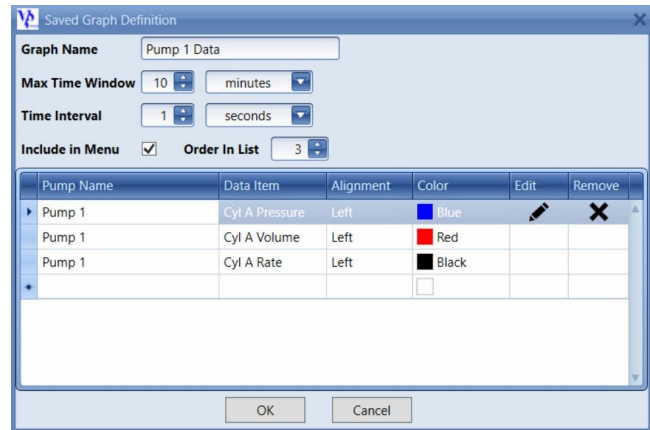 VP Saved Graph Definition
Graph Name Pump 1 Data
Max Time Window 10 minutes
Time Interval 1 seconds
Include in Menu Order In List 3
Pump Name Data Item Alignment Color Edit Remove
Pump 1 Cyl A Pressure Left Blue
Pump 1 Cyl A Volume Left Red
Pump 1 Cyl A Rate Left Black
OK Cancel